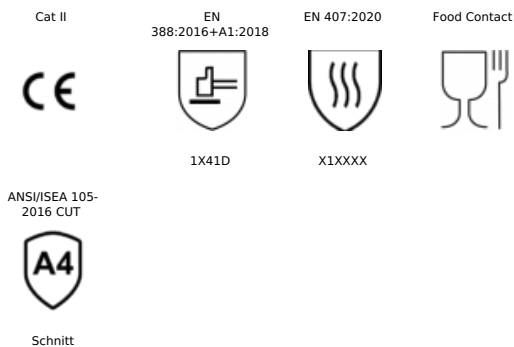 Cat II
EN
388:2016+A1:2018
EN 407:2020
Food Contact
CE
1X41D
X1XXXX
ANSI/ISEA 105-
2016 CUT
A4
Schnitt